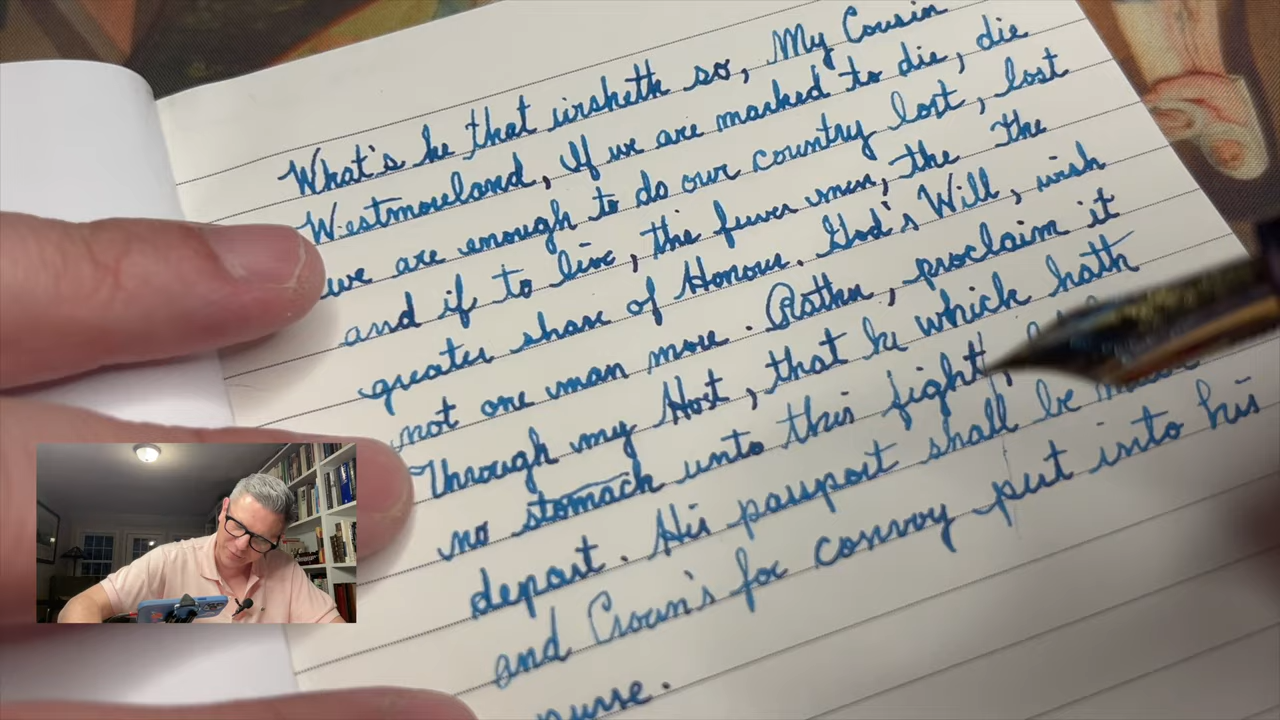 What's he that wisheth so, My Cousin
Westmoreland, If we are marked to die, die
we are enough to do our country lost, lost
and if to live, the fewer men, the The
greater share of Honour. God's Will, wish
not one man more. Rather, proclaim it
Through my Host, that he which hath
no stomach unto this fight,
depart. His passport shall be made
and Crown's for convoy put into his
purse.